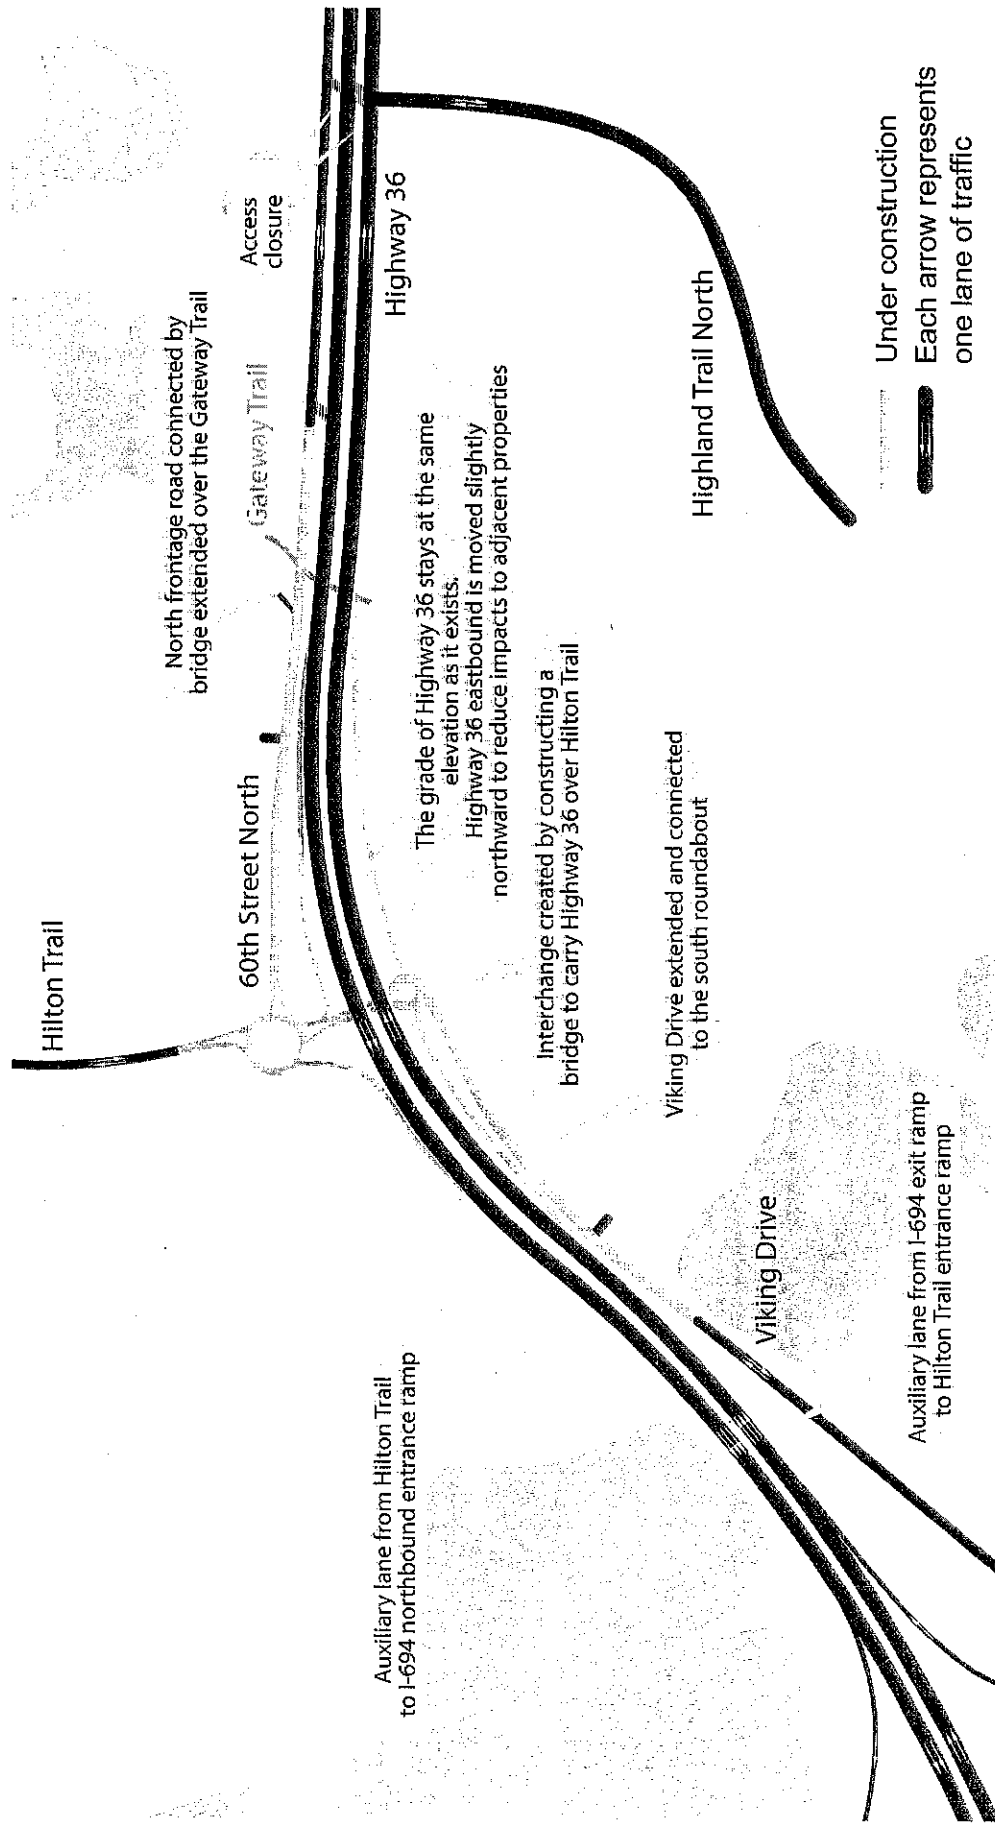 Hilton Trail
60th Street North
North frontage road connected by
bridge extended over the Gateway Trail
Gateway Trail
Access
closure
Highway 36
The grade of Highway 36 stays at the same
elevation as it exists.
Highway 36 eastbound is moved slightly
northward to reduce impacts to adjacent properties
Interchange created by constructing a
bridge to carry Highway 36 over Hilton Trail
Viking Drive extended and connected
to the south roundabout
Auxiliary lane from Hilton Trail
to I-694 northbound entrance ramp
Viking Drive
Auxiliary lane from I-694 exit ramp
to Hilton Trail entrance ramp
Highland Trail North
Under construction
Each arrow represents
one lane of traffic